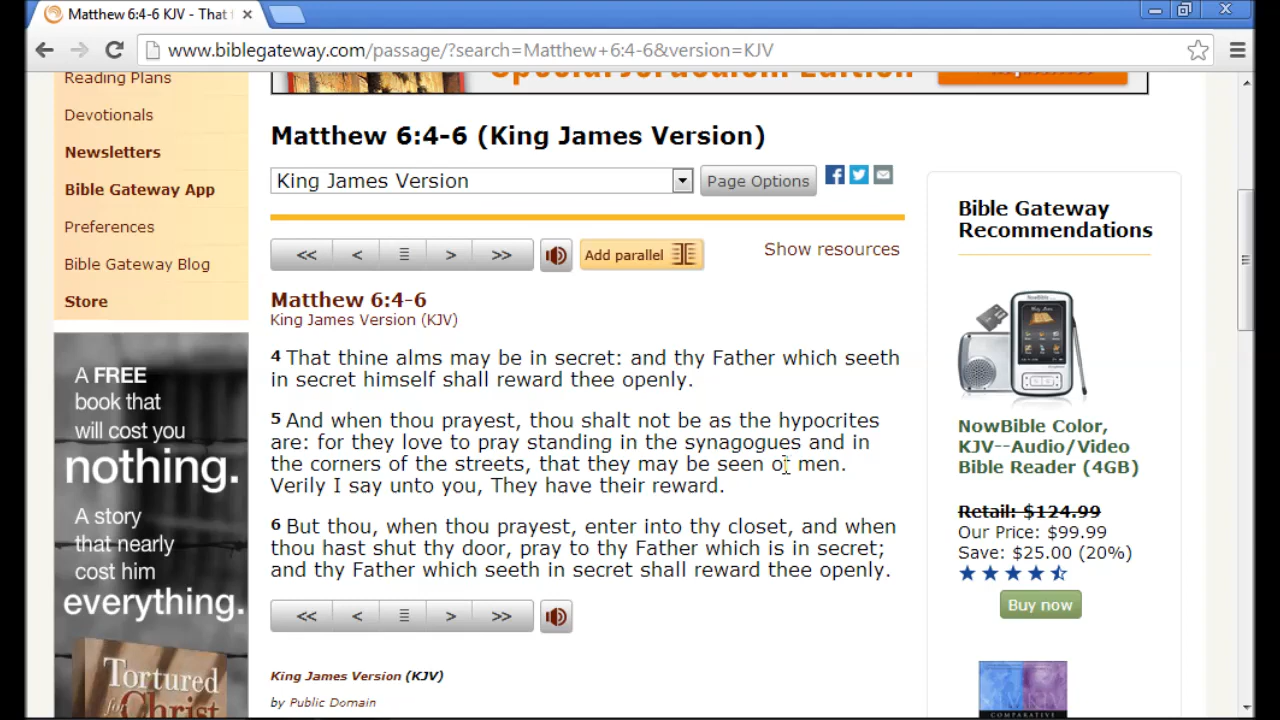 Matthew 6:4-6 KJV - That
www.biblegateway.com/passage/?search=Matthew+6:4-6&version=KJV
Reading Plans
Devotionals
Newsletters
Bible Gateway App
Preferences
Bible Gateway Blog
Store
A FREE
book that
will cost you
nothing.
A story
that nearly
cost him
everything.
Tortured
for
Christ
Edition
Matthew 6:4-6 (King James Version)
King James Version
Page Options
<< < > >>
Add parallel
Show resources
Matthew 6:4-6
King James Version (KJV)
4 That thine alms may be in secret: and thy Father which seeth
in secret himself shall reward thee openly.
5 And when thou prayest, thou shalt not be as the hypocrites
are: for they love to pray standing in the synagogues and in
the corners of the streets, that they may be seen of men.
Verily I say unto you, They have their reward.
6 But thou, when thou prayest, enter into thy closet, and when
thou hast shut thy door, pray to thy Father which is in secret;
and thy Father which seeth in secret shall reward thee openly.
<< < > >>
King James Version (KJV)
by Public Domain
Bible Gateway
Recommendations
NowBible Color,
KJV--Audio/Video
Bible Reader (4GB)
Retail: $124.99
Our Price: $99.99
Save: $25.00 (20%)
Buy now
COMPARATIVE